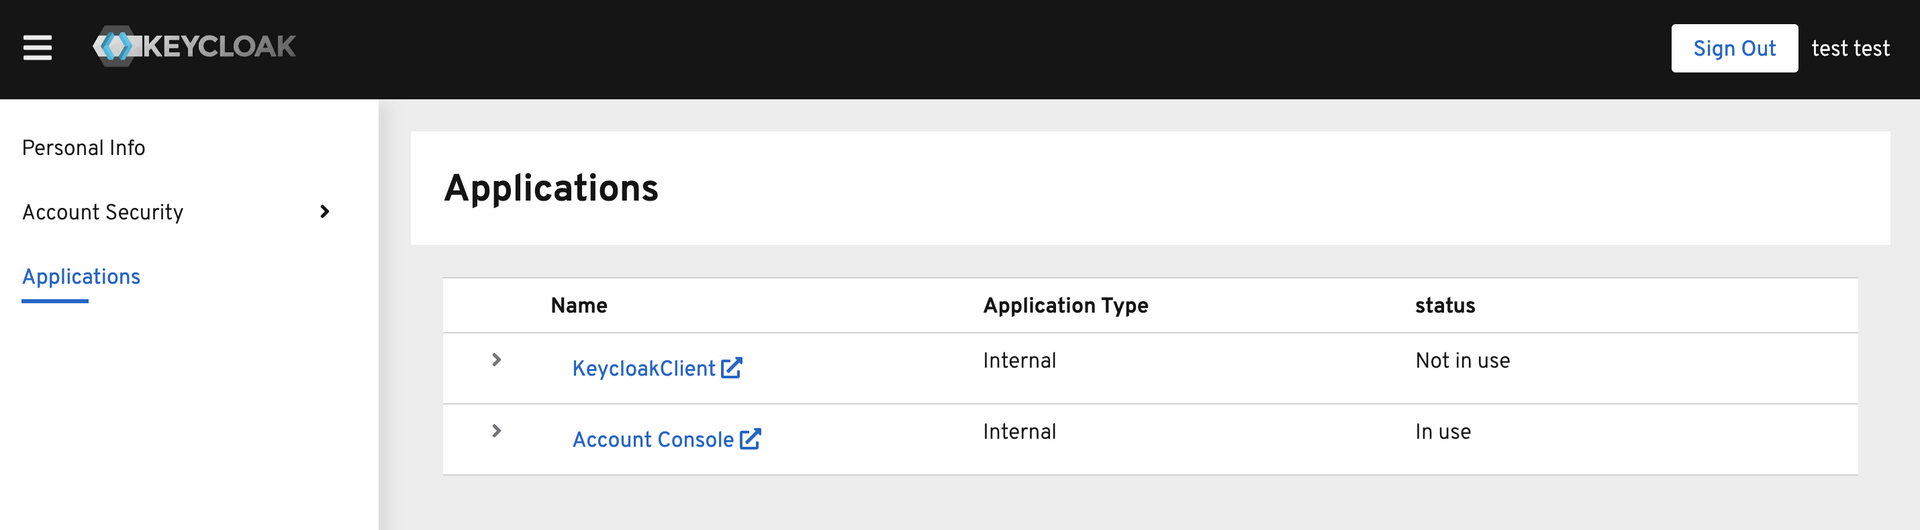 KEYCLOAK
Sign Out test test
Personal Info
Account Security
Applications
Applications
Name Application Type status
KeycloakClient Internal Not in use
Account Console Internal In use